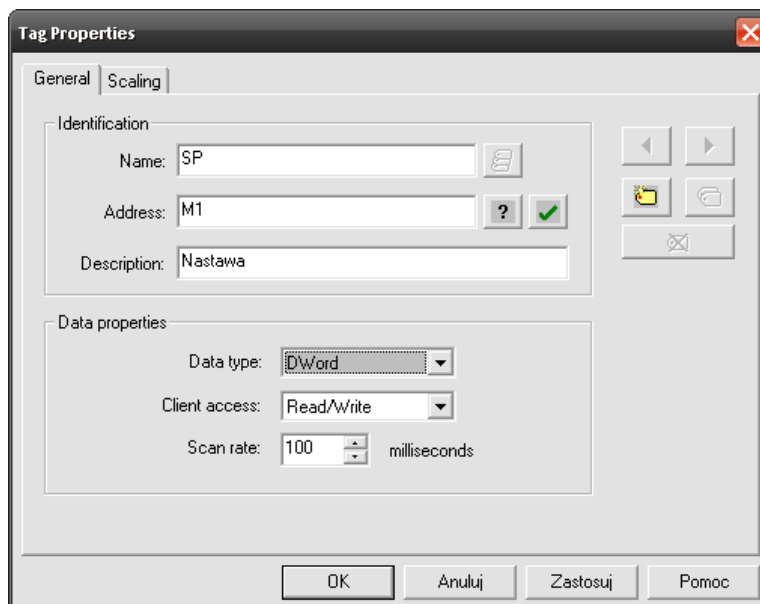 Tag Properties
General Scaling
Identification
Name: SP
Address: M1 ?
Description: Nastawa
Data properties
Data type: DWord
Client access: Read/Write
Scan rate: 100 milliseconds
OK Anuluj Zastosuj Pomoc